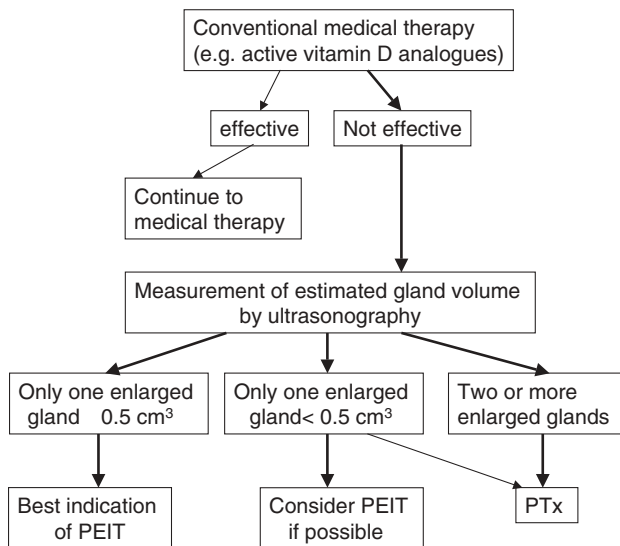 Conventional medical therapy
(e.g. active vitamin D analogues)
effective
Not effective
Continue to
medical therapy
Measurement of estimated gland volume
by ultrasonography
Only one enlarged
gland 0.5 cm³
Only one enlarged
gland< 0.5 cm³
Two or more
enlarged glands
Best indication
of PEIT
Consider PEIT
if possible
PTx